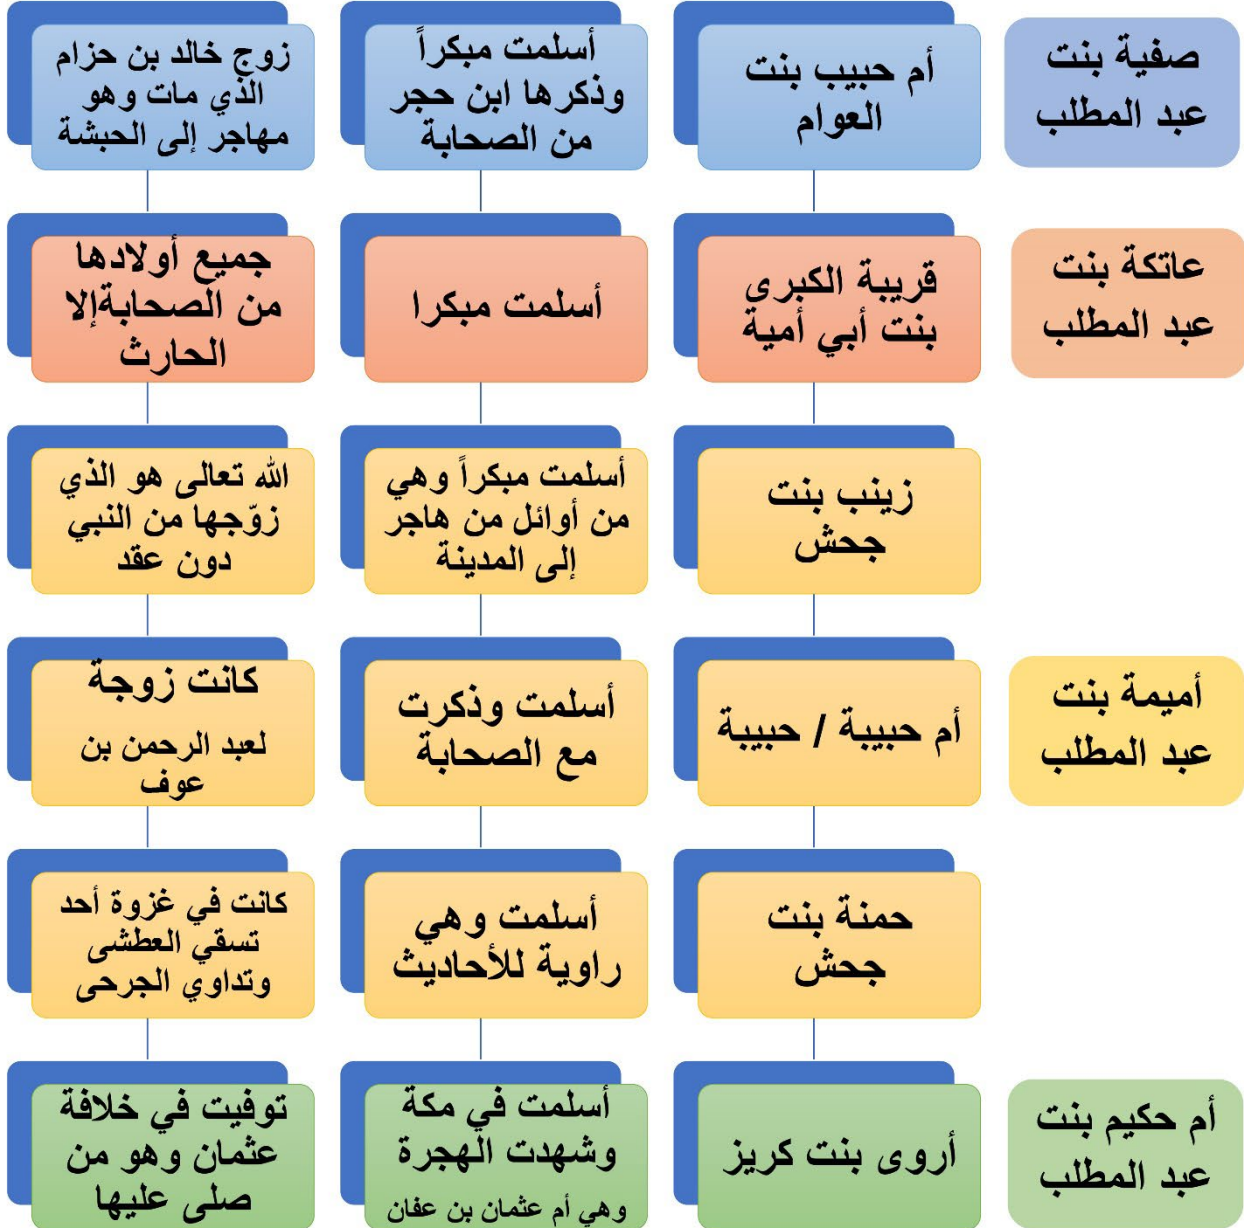 صفية بنت
عبد المطلب
أم حبيب بنت
العوام
أسلمت مبكراً
وذكرها ابن حجر
من الصحابة
زوج خالد بن حزام
الذي مات وهو
مهاجر إلى الحبشة
عاتكة بنت
عبد المطلب
قريبة الكبرى
بنت أبي أمية
أسلمت مبكرا
جميع أولادها
من الصحابةإلا
الحارث
زينب بنت
جحش
أسلمت مبكراً وهي
من أوائل من هاجر
إلى المدينة
الله تعالى هو الذي
زوّجها من النبي
دون عقد
أميمة بنت
عبد المطلب
أم حبيبة / حبيبة
أسلمت وذكرت
مع الصحابة
كانت زوجة
لعبد الرحمن بن
عوف
حمنة بنت
جحش
أسلمت وهي
راوية للأحاديث
كانت في غزوة أحد
تسقي العطشى
وتداوي الجرحى
أم حكيم بنت
عبد المطلب
أروى بنت كريز
أسلمت في مكة
وشهدت الهجرة
وهي أم عثمان بن عفان
توفيت في خلافة
عثمان وهو من
صلى عليها